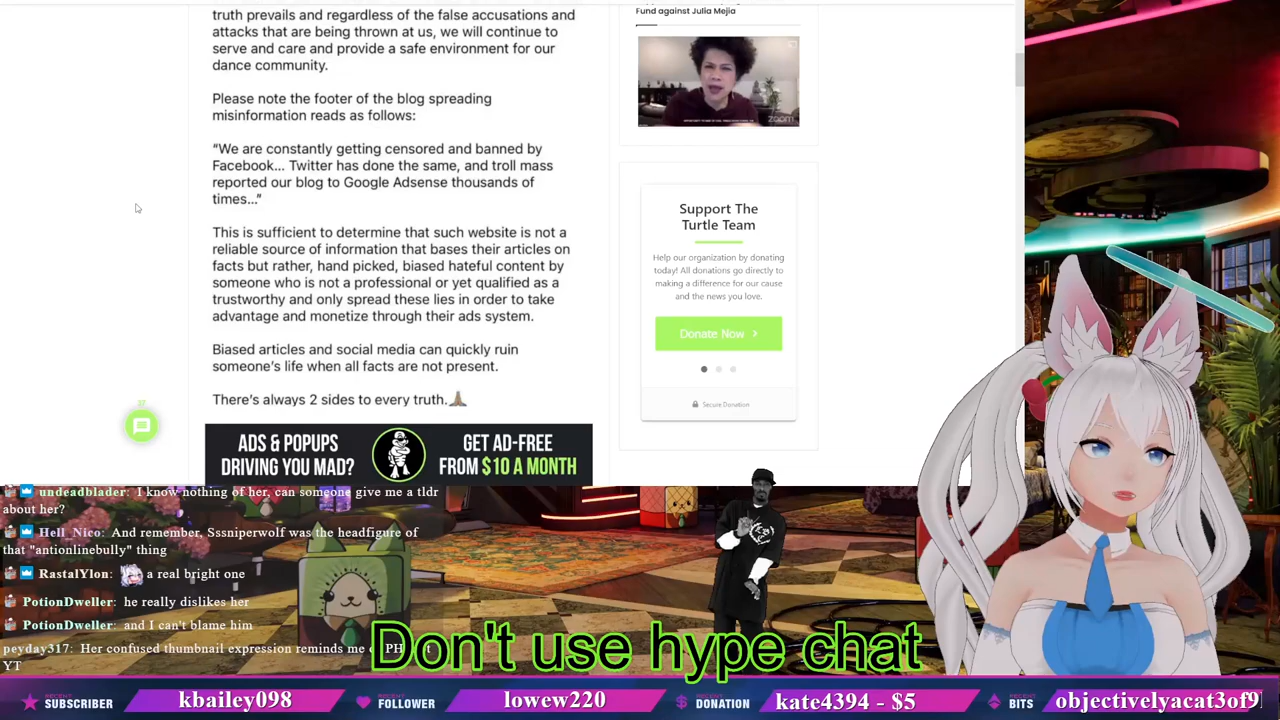 truth prevails and regardless of the false accusations and
attacks that are being thrown at us, we will continue to
serve and care and provide a safe environment for our
dance community.
Please note the footer of the blog spreading
misinformation reads as follows:
“We are constantly getting censored and banned by
Facebook... Twitter has done the same, and troll mass
reported our blog to Google Adsense thousands of
times...”
This is sufficient to determine that such website is not a
reliable source of information that bases their articles on
facts but rather, hand picked, biased hateful content by
someone who is not a professional or yet qualified as a
trustworthy and only spread these lies in order to take
advantage and monetize through their ads system.
Biased articles and social media can quickly ruin
someone’s life when all facts are not present.
There’s always 2 sides to every truth.
ADS & POPUPS
DRIVING YOU MAD?
GET AD-FREE
FROM $10 A MONTH
Fund against Julia Mejia
zoom
Support The
Turtle Team
Help our organization by donating
today! All donations go directly to
making a difference for our cause
and the news you love.
Donate Now
Secure Donation
37
undeadblader: I know nothing of her, can someone give me a tldr
about her?
Hell_Nico: And remember, Sssniperwolf was the headfigure of
that "antionlinebully" thing
RastalYlon: a real bright one
PotionDweller: he really dislikes her
PotionDweller: and I can't blame him
peyday317: Her confused thumbnail expression reminds me
YT
Don't use hype chat
RECENT
SUBSCRIBER
kbailey098
RECENT
FOLLOWER
lowew220
RECENT
DONATION
kate4394 - $5
RECENT
BITS
objectivelyacat3of9